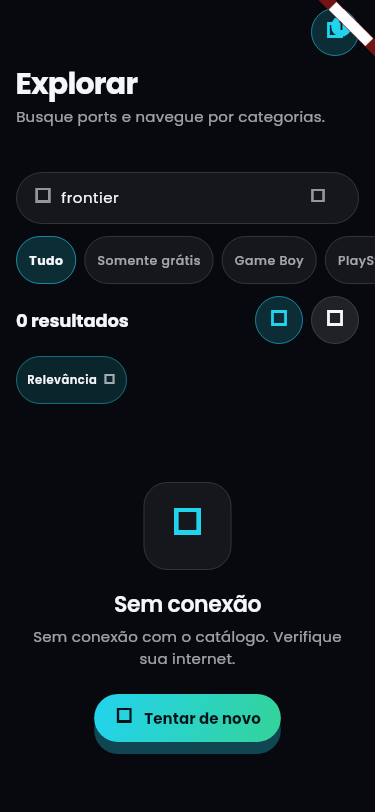 Explorar
Busque ports e navegue por categorias.
frontier
Tudo
Somente grátis
Game Boy
0 resultados
Relevância
Sem conexão
Sem conexão com o catálogo. Verifique
sua internet.
Tentar de novo